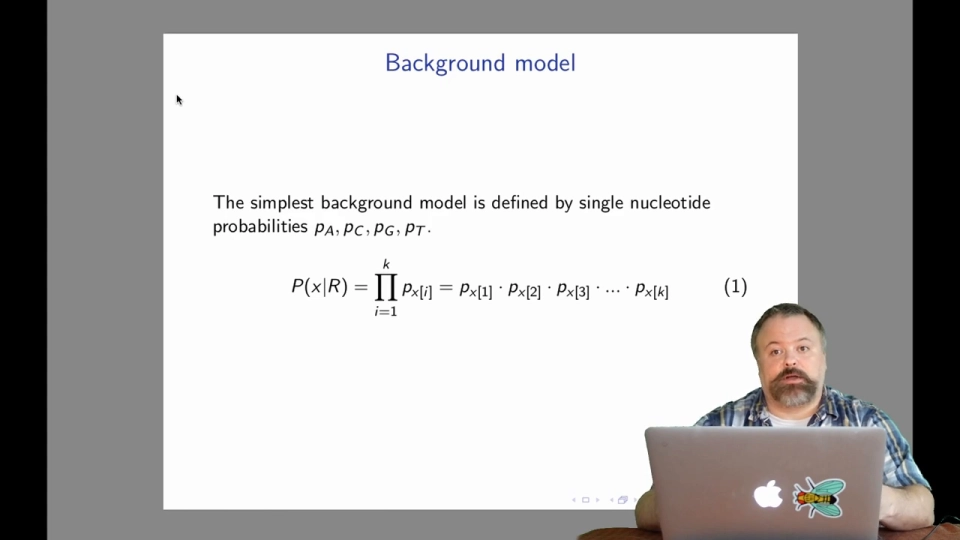 Background model
The simplest background model is defined by single nucleotide
probabilities p_A, p_C, p_G, p_T.
P(x|R) = ∏_{i=1}^{k} p_{x[i]} = p_{x[1]} · p_{x[2]} · p_{x[3]} · ... · p_{x[k]} (1)